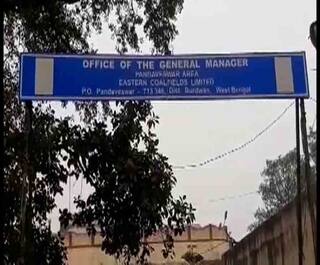 OFFICE OF THE GENERAL MANAGER
PANDAVESWAR AREA
EASTERN COALFIELDS LIMITED
P.O. Pandaveswar - 713 346, Dist. Burdwan, West Bengal